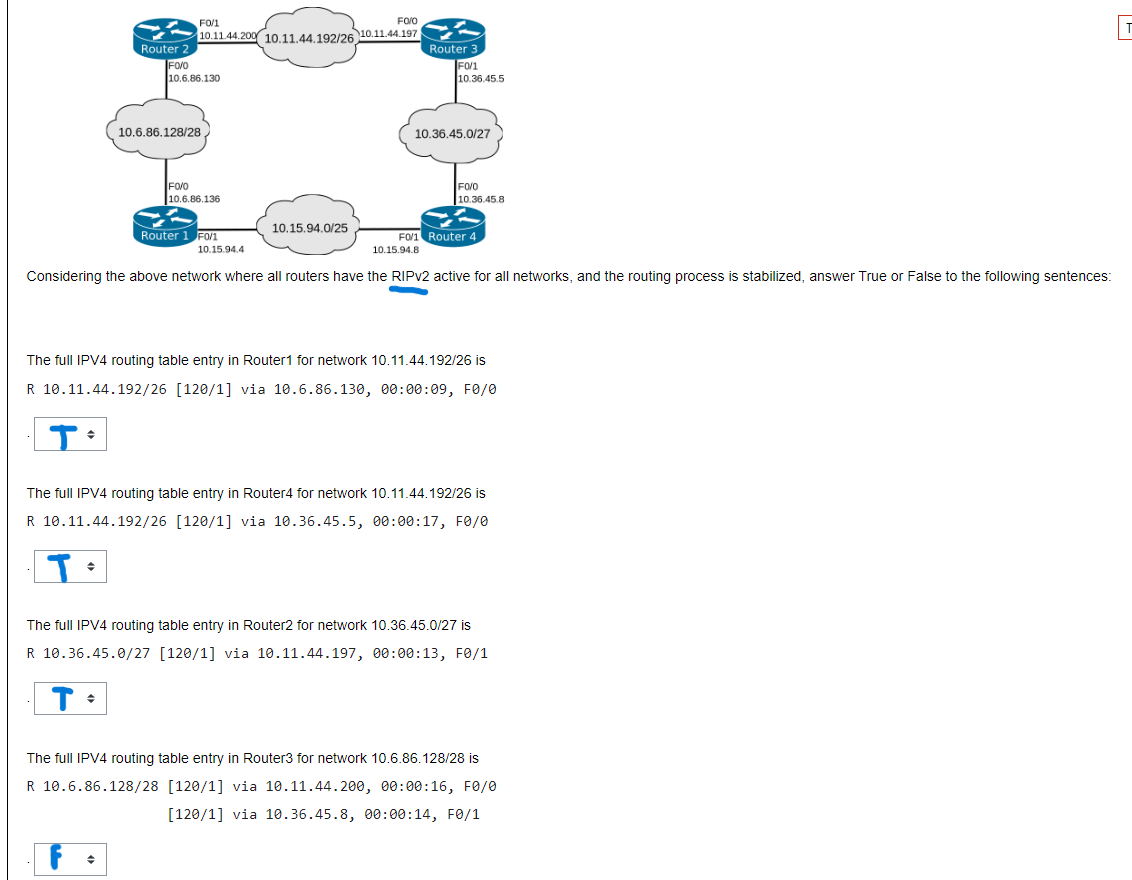 F0/1
10.11.44.200
10.11.44.192/26
F0/0
10.11.44.197
T
Router 2
Router 3
F0/0
10.6.86.130
F0/1
10.36.45.5
10.6.86.128/28
10.36.45.0/27
F0/0
10.6.86.136
F0/0
10.36.45.8
Router 1
F0/1
10.15.94.4
10.15.94.0/25
F0/1
10.15.94.8
Router 4
Considering the above network where all routers have the RIPv2 active for all networks, and the routing process is stabilized, answer True or False to the following sentences:
The full IPV4 routing table entry in Router1 for network 10.11.44.192/26 is
R 10.11.44.192/26 [120/1] via 10.6.86.130, 00:00:09, F0/0
. T
The full IPV4 routing table entry in Router4 for network 10.11.44.192/26 is
R 10.11.44.192/26 [120/1] via 10.36.45.5, 00:00:17, F0/0
. T
The full IPV4 routing table entry in Router2 for network 10.36.45.0/27 is
R 10.36.45.0/27 [120/1] via 10.11.44.197, 00:00:13, F0/1
. T
The full IPV4 routing table entry in Router3 for network 10.6.86.128/28 is
R 10.6.86.128/28 [120/1] via 10.11.44.200, 00:00:16, F0/0
[120/1] via 10.36.45.8, 00:00:14, F0/1
. F